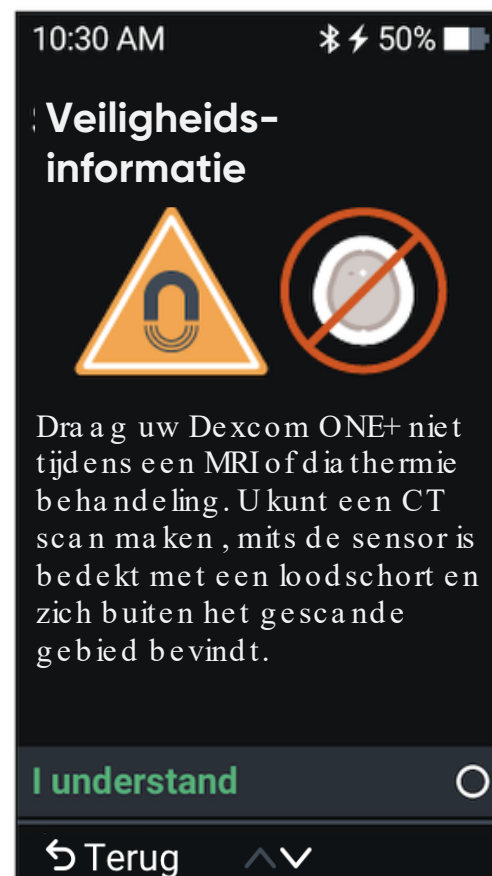 10:30 AM 50%
Veiligheids-
informatie
Draag uw Dexcom ONE+ niet
tijdens een MRI of diathermie
behandeling. U kunt een CT
scan maken, mits de sensor is
bedekt met een loodschort en
zich buiten het gescande
gebied bevindt.
I understand
Terug